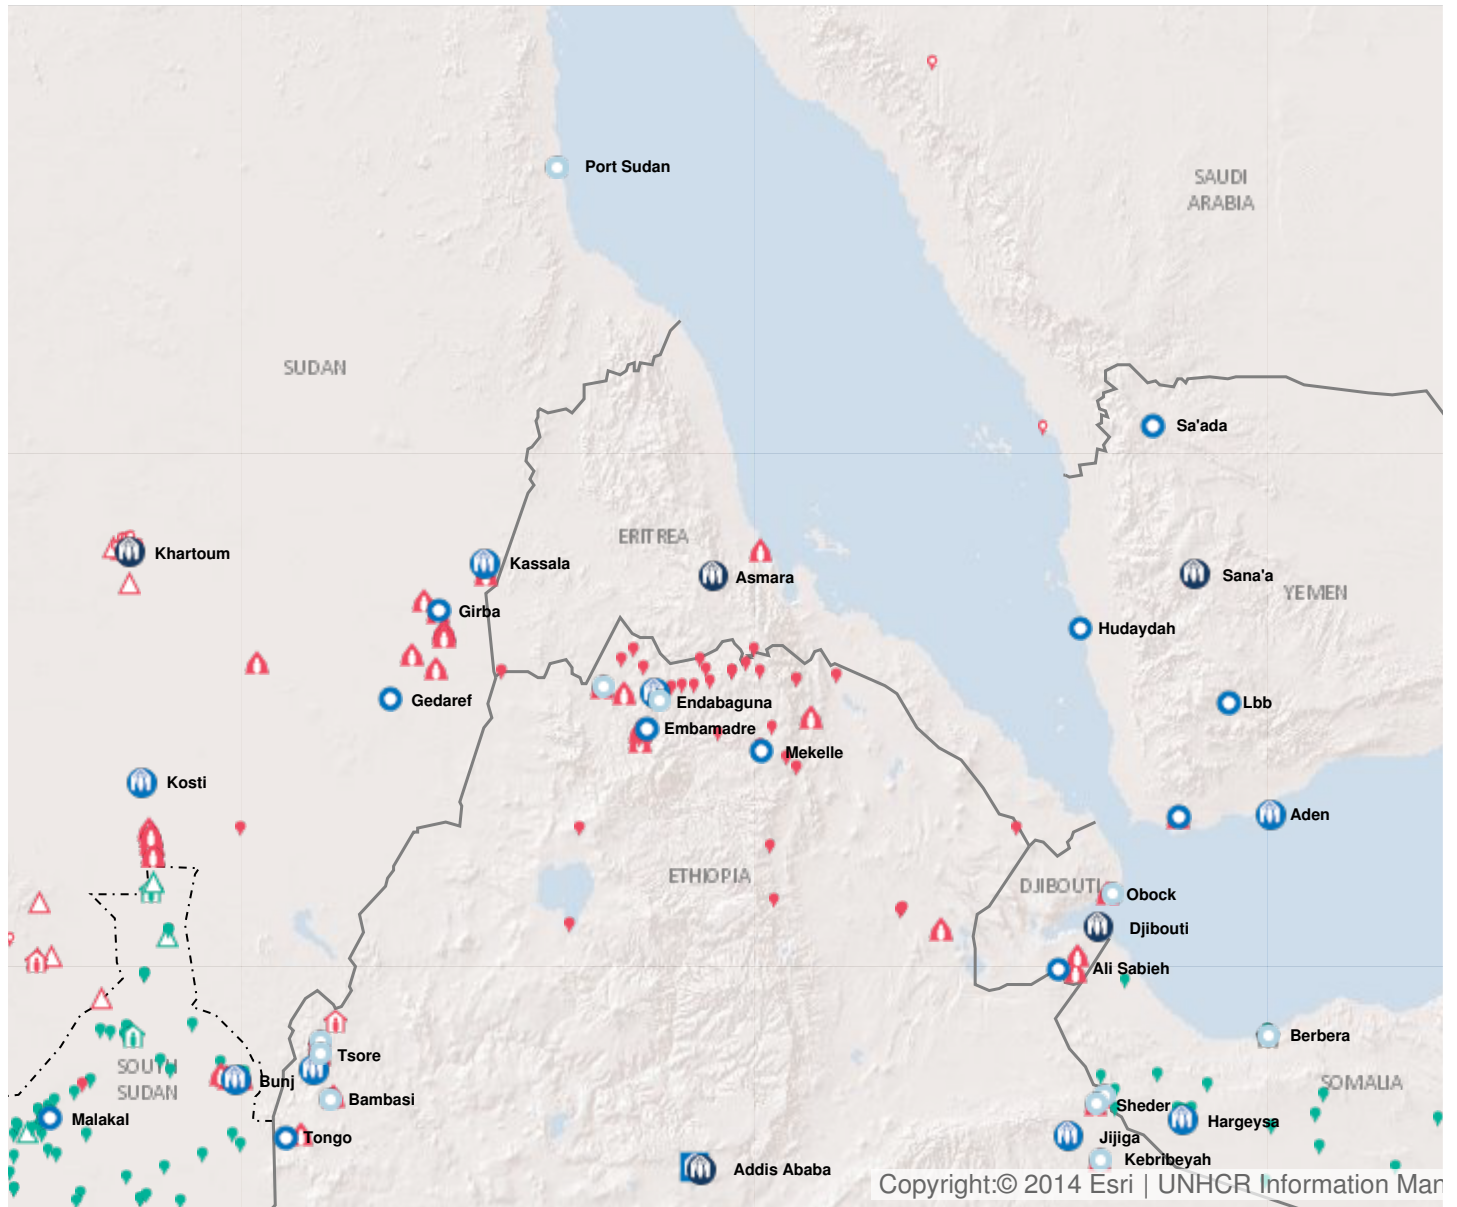 Port Sudan
SAUDI
ARABIA
SUDAN
Sa'ada
ERITREA
Khartoum
Kassala
Asmara
Sana'a
YEMEN
Girba
Hudaydah
Gedaref
Endabaguna
Lbb
Embamadre
Mekelle
Kosti
Aden
ETHIOPIA
DJIBOUTI
Obock
Djibouti
Ali Sabieh
Berbera
Tsore
SOUTH
SUDAN
Bunj
SOMALIA
Bambasi
Sheder
Malakal
Hargeysa
Tongo
Jijiga
Kebribeyah
Addis Ababa
Copyright:© 2014 Esri | UNHCR Information Man